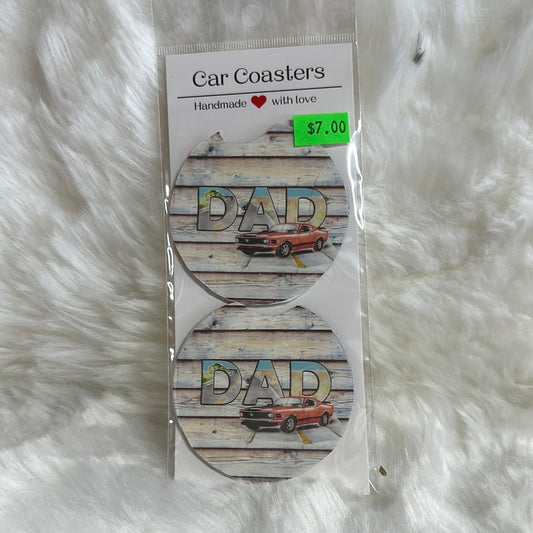 Car Coasters
Handmade with love
$7.00
DAD
DAD